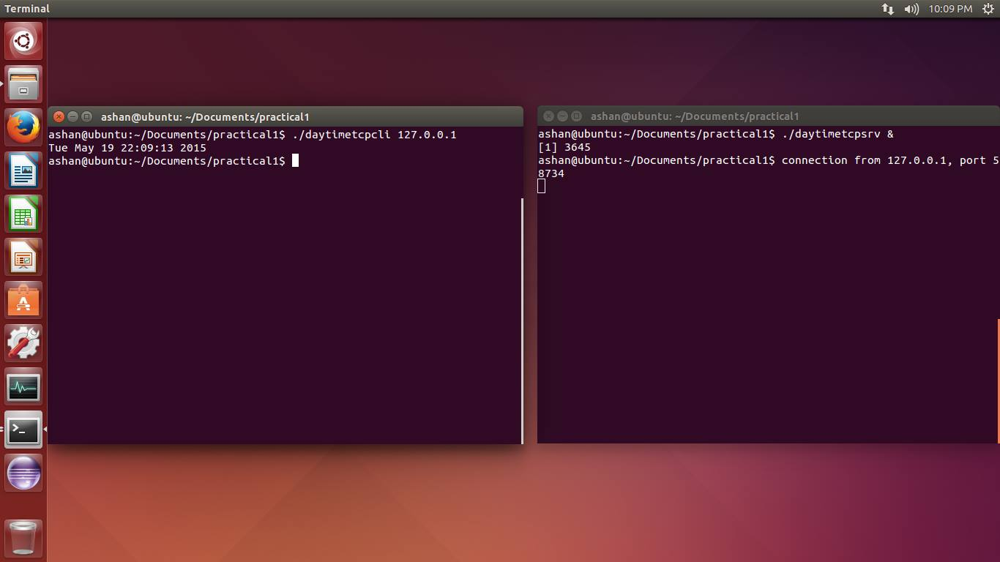 Terminal
10:09 PM
ashan@ubuntu: ~/Documents/practical1
ashan@ubuntu:~/Documents/practical1$ ./daytimetcpcli 127.0.0.1
Tue May 19 22:09:13 2015
ashan@ubuntu:~/Documents/practical1$
ashan@ubuntu: ~/Documents/practical1
ashan@ubuntu:~/Documents/practical1$ ./daytimetcpsrv &
[1] 3645
ashan@ubuntu:~/Documents/practical1$ connection from 127.0.0.1, port 5
8734